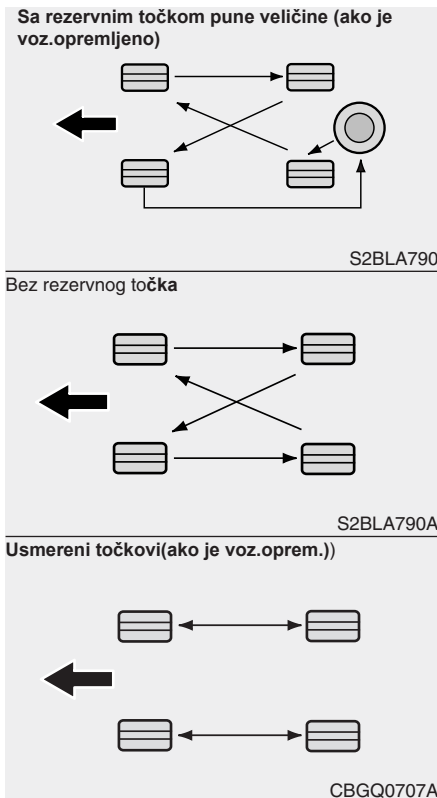 Sa rezervnim točkom pune veličine (ako je
voz.opremljeno)
S2BLA790
Bez rezervnog točka
S2BLA790A
Usmereni točkovi(ako je voz.oprem.))
CBGQ0707A